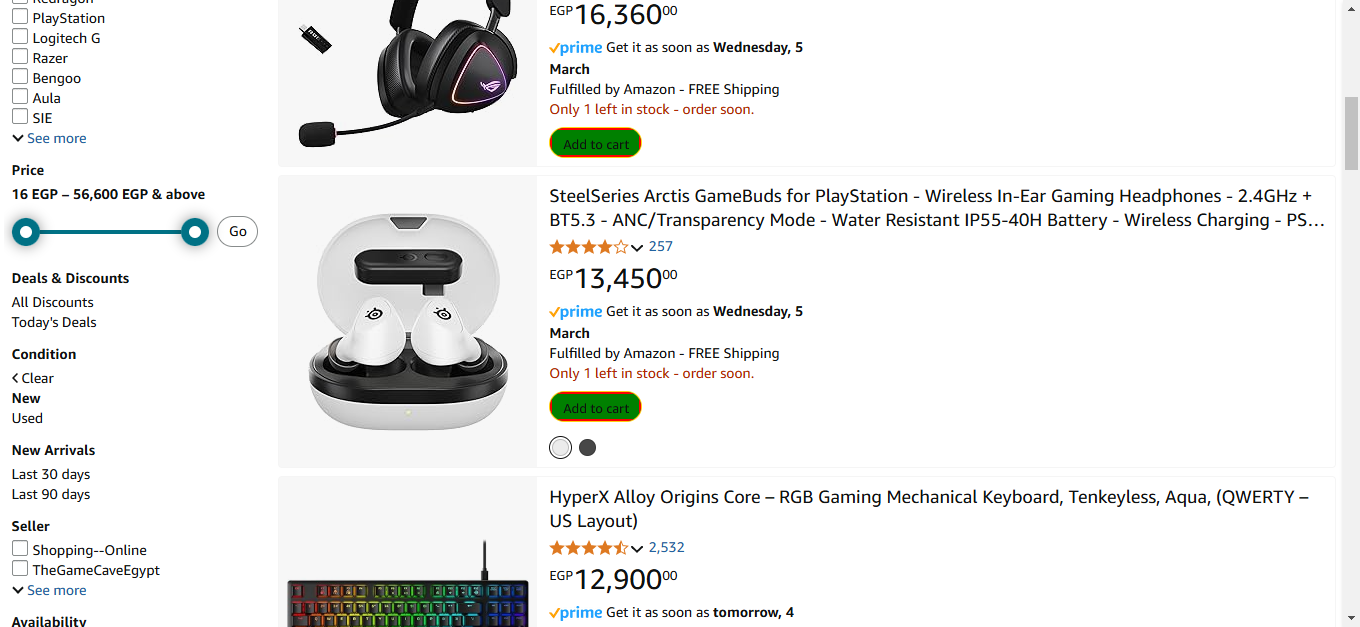 PlayStation
Logitech G
Razer
Bengoo
Aula
SIE
See more
Price
16 EGP – 56,600 EGP & above
Go
Deals & Discounts
All Discounts
Today's Deals
Condition
Clear
New
Used
New Arrivals
Last 30 days
Last 90 days
Seller
Shopping--Online
TheGameCaveEgypt
See more
Availability
EGP16,36000
prime Get it as soon as Wednesday, 5
March
Fulfilled by Amazon - FREE Shipping
Only 1 left in stock - order soon.
Add to cart
SteelSeries Arctis GameBuds for PlayStation - Wireless In-Ear Gaming Headphones - 2.4GHz +
BT5.3 - ANC/Transparency Mode - Water Resistant IP55-40H Battery - Wireless Charging - PS…
257
EGP13,45000
prime Get it as soon as Wednesday, 5
March
Fulfilled by Amazon - FREE Shipping
Only 1 left in stock - order soon.
Add to cart
HyperX Alloy Origins Core – RGB Gaming Mechanical Keyboard, Tenkeyless, Aqua, (QWERTY –
US Layout)
2,532
EGP12,90000
prime Get it as soon as tomorrow, 4